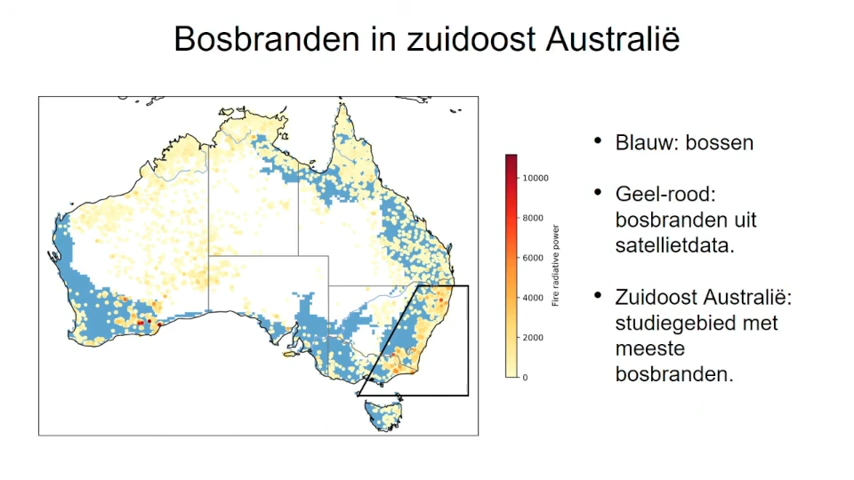 Bosbranden in zuidoost Australië
10000
8000
6000
4000
2000
0
Fire radiative power
• Blauw: bossen
• Geel-rood:
bosbranden uit
satellietdata.
• Zuidoost Australië:
studiegebied met
meeste
bosbranden.